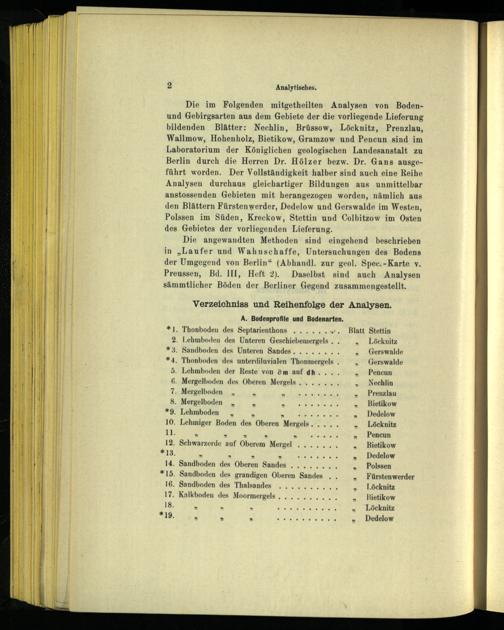 2
Analytisches.
Die im Folgenden mitgetheilten Analysen von Boden-
und Gebirgsarten aus dem Gebiete der die vorliegende Lieferung
bildenden Blätter: Nechlin, Brüssow, Löcknitz, Prenzlau,
Wallmow, Hohenholz, Bietikow, Gramzow und Pencun sind im
Laboratorium der Königlichen geologischen Landesanstalt zu
Berlin durch die Herren Dr. Hölzer bezw. Dr. Gans ausge-
führt worden. Der Vollständigkeit halber sind auch eine Reihe
Analysen durchaus gleichartiger Bildungen aus unmittelbar
anstossenden Gebieten mit herangezogen worden, nämlich aus
den Blättern Fürstenwerder, Dedelow und Gerswalde im Westen,
Polssen im Süden, Kreckow, Stettin und Colbitzow im Osten
des Gebietes der vorliegenden Lieferung.
Die angewandten Methoden sind eingehend beschrieben
in „Laufer und Wahnschaffe, Untersuchungen des Bodens
der Umgegend von Berlin“ (Abhandl. zur geol. Spec.-Karte v.
Preussen, Bd. III, Heft 2). Daselbst sind auch Analysen
sämmtlicher Böden der Berliner Gegend zusammengestellt.
Verzeichniss und Reihenfolge der Analysen.
A. Bodenprofile und Bodenarten.
*1. Thonboden des Septarienthons . . . . . . . . Blatt Stettin
2. Lehmboden des Unteren Geschiebemergels . . „ Löcknitz
*3. Sandboden des Unteren Sandes . . . . . . . „ Gerswalde
*4. Thonboden des unterdiluvialen Thonmergels . „ Gerswalde
5. Lehmboden der Reste von ∂m auf dh . . . . „ Pencun
6. Mergelboden des Oberen Mergels . . . . . . . „ Nechlin
7. Mergelboden „ „ „ . . . . . . . . „ Prenzlau
8. Mergelboden „ „ „ . . . . . . . . „ Bietikow
*9. Lehmboden „ „ „ . . . . . . . . „ Dedelow
10. Lehmiger Boden des Oberen Mergels . . . . . „ Löcknitz
11. „ „ „ „ „ . . . . . „ Pencun
12. Schwarzerde auf Oberem Mergel . . . . . . . „ Bietikow
*13. „ „ „ „ . . . . . . . „ Dedelow
14. Sandboden des Oberen Sandes . . . . . . . . „ Polssen
*15. Sandboden des grandigen Oberen Sandes . . „ Fürstenwerder
16. Sandboden des Thalsandes . . . . . . . . . . „ Löcknitz
17. Kalkboden des Moormergels . . . . . . . . . . „ Bietikow
18. „ „ „ . . . . . . . . . . „ Löcknitz
*19. „ „ „ . . . . . . . . . . „ Dedelow